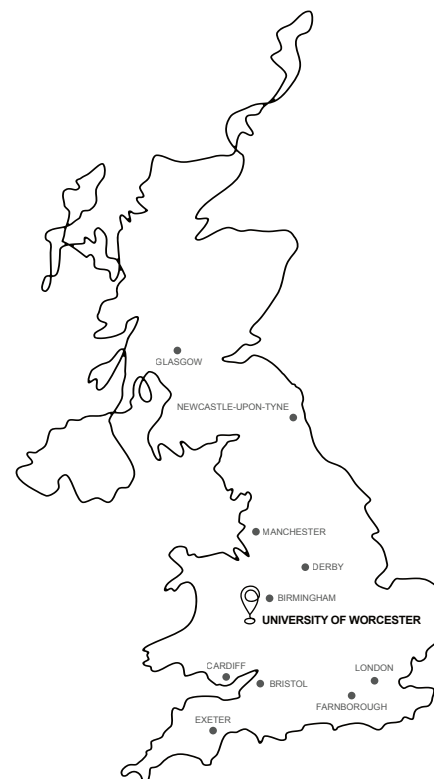 GLASGOW
NEWCASTLE-UPON-TYNE
MANCHESTER
DERBY
BIRMINGHAM
UNIVERSITY OF WORCESTER
CARDIFF
BRISTOL
LONDON
FARNBOROUGH
EXETER